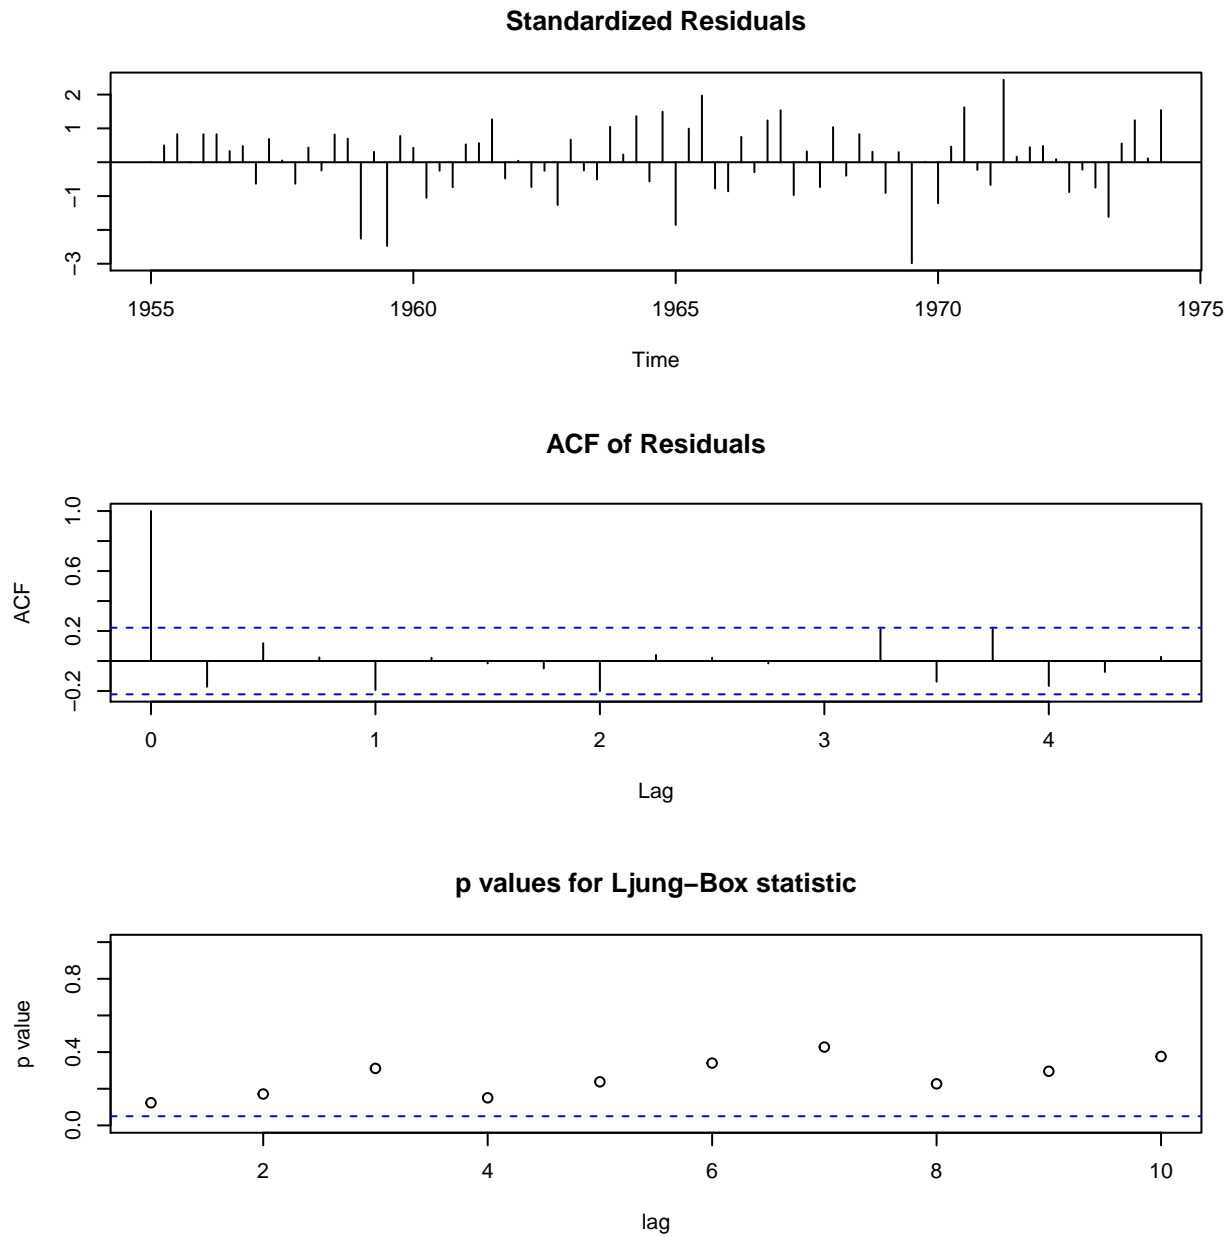 Standardized Residuals
2
1
−1
−3
1955 1960 1965 1970 1975
Time
ACF of Residuals
ACF
1.0
0.6
0.2
−0.2
0 1 2 3 4
Lag
p values for Ljung−Box statistic
p value
0.8
0.4
0.0
2 4 6 8 10
lag